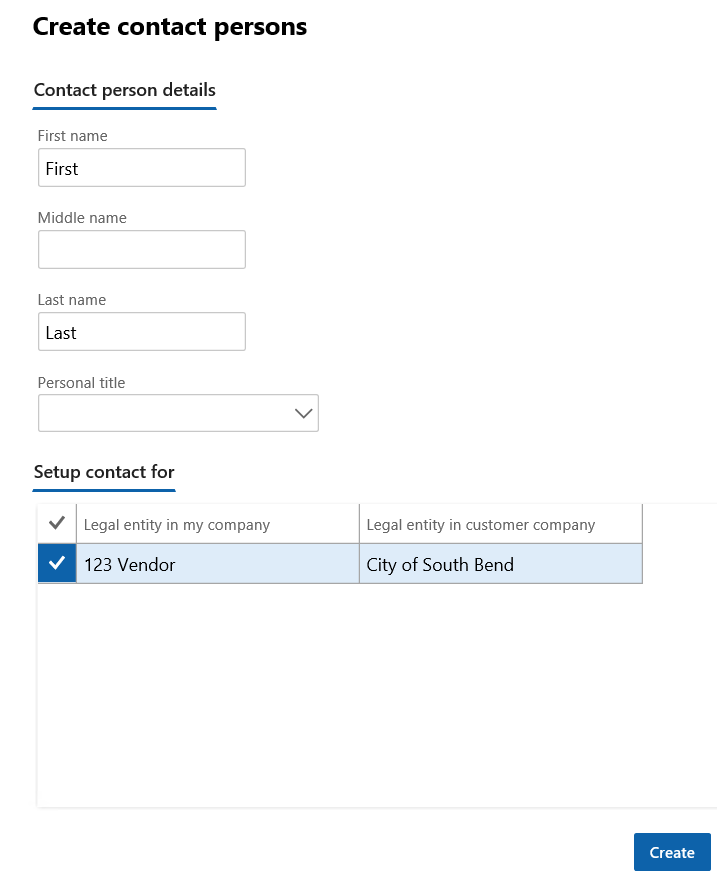 Create contact persons
Contact person details
First name
First
Middle name
Last name
Last
Personal title
Setup contact for
Legal entity in my company Legal entity in customer company
123 Vendor City of South Bend
Create